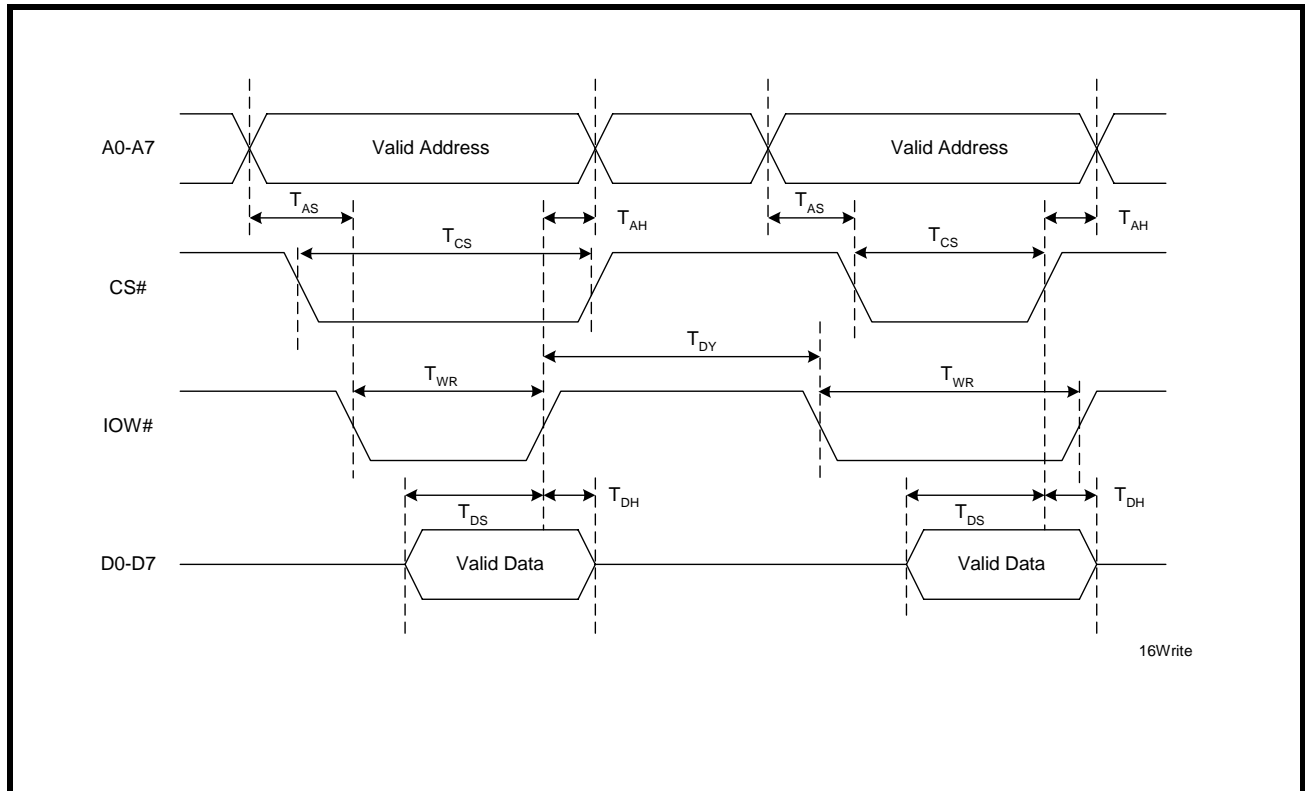 A0-A7
Valid Address
Valid Address
TAS
TAH
TAS
TAH
TCS
TCS
CS#
TDY
TWR
TWR
IOW#
TDS
TDH
TDS
TDH
D0-D7
Valid Data
Valid Data
16Write